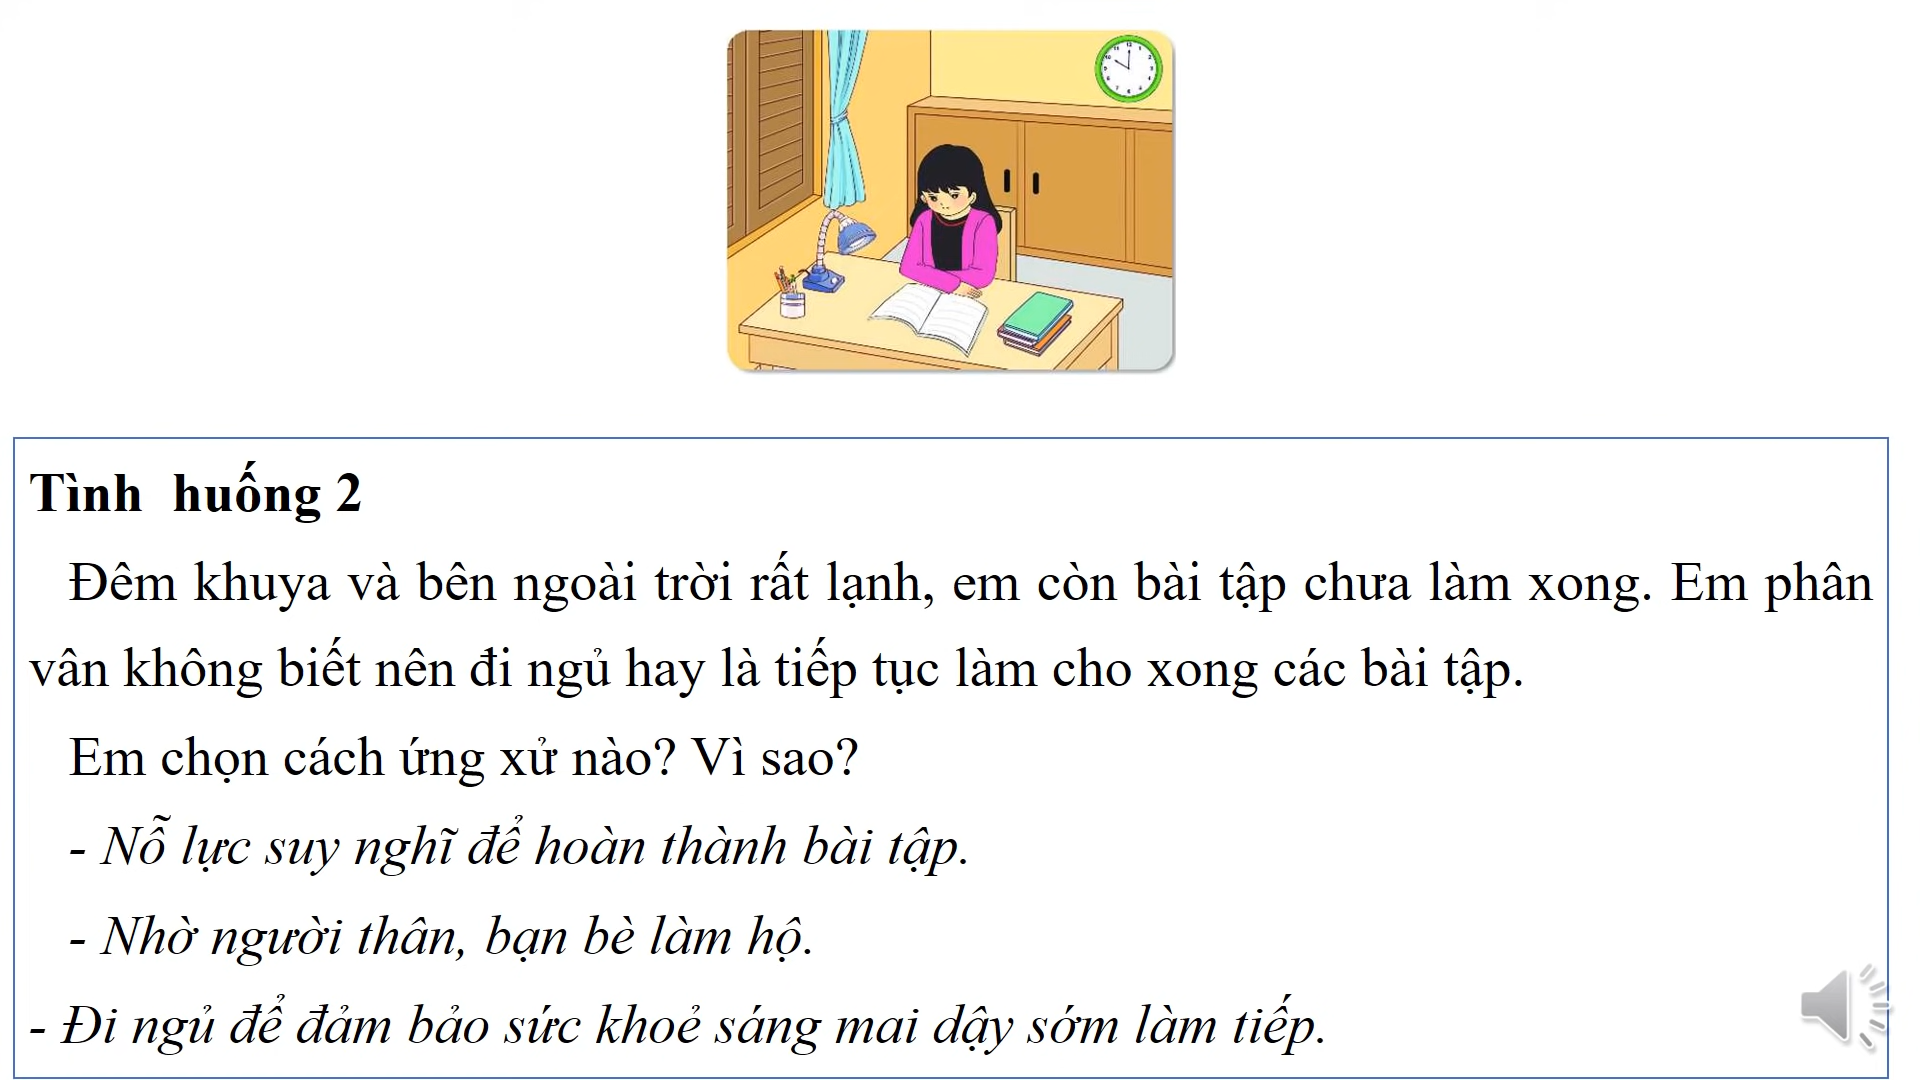 Tình huống 2
Đêm khuya và bên ngoài trời rất lạnh, em còn bài tập chưa làm xong. Em phân
vân không biết nên đi ngủ hay là tiếp tục làm cho xong các bài tập.
Em chọn cách ứng xử nào? Vì sao?
- Nỗ lực suy nghĩ để hoàn thành bài tập.
- Nhờ người thân, bạn bè làm hộ.
- Đi ngủ để đảm bảo sức khoẻ sáng mai dậy sớm làm tiếp.